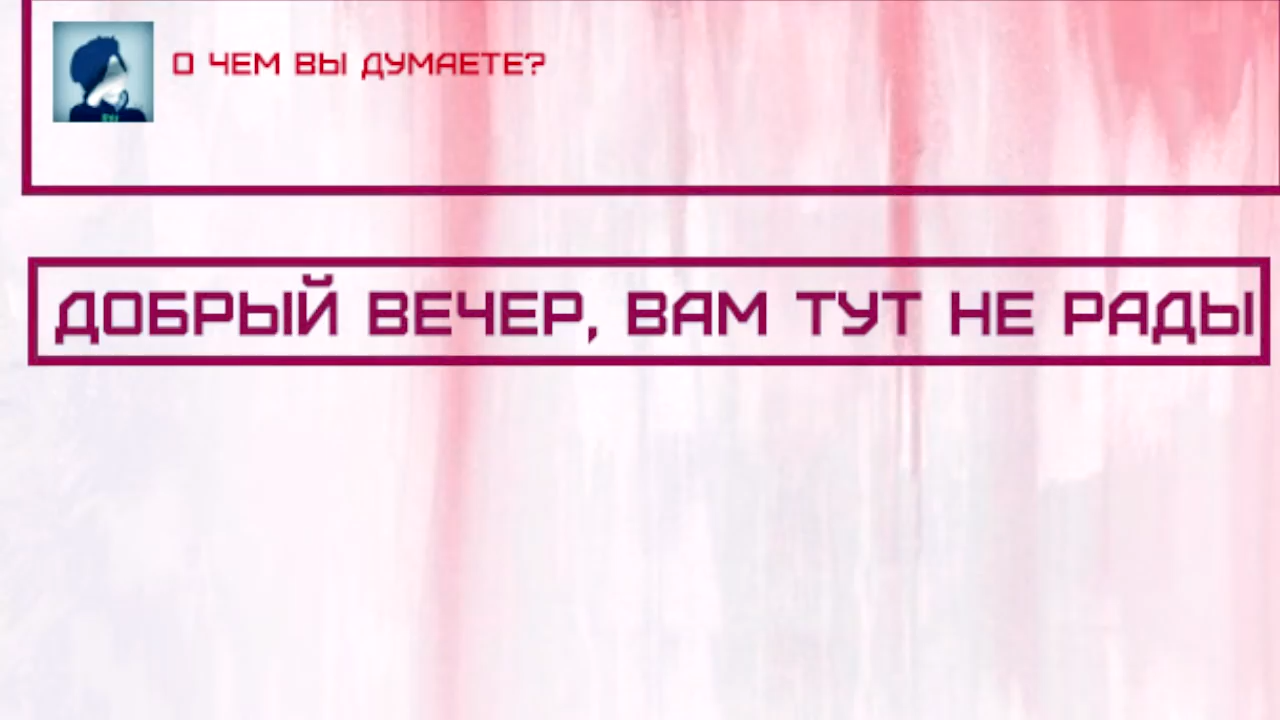 О ЧЕМ ВЫ ДУМАЕТЕ?
ДОБРЫЙ ВЕЧЕР, ВАМ ТУТ НЕ РАДЫ